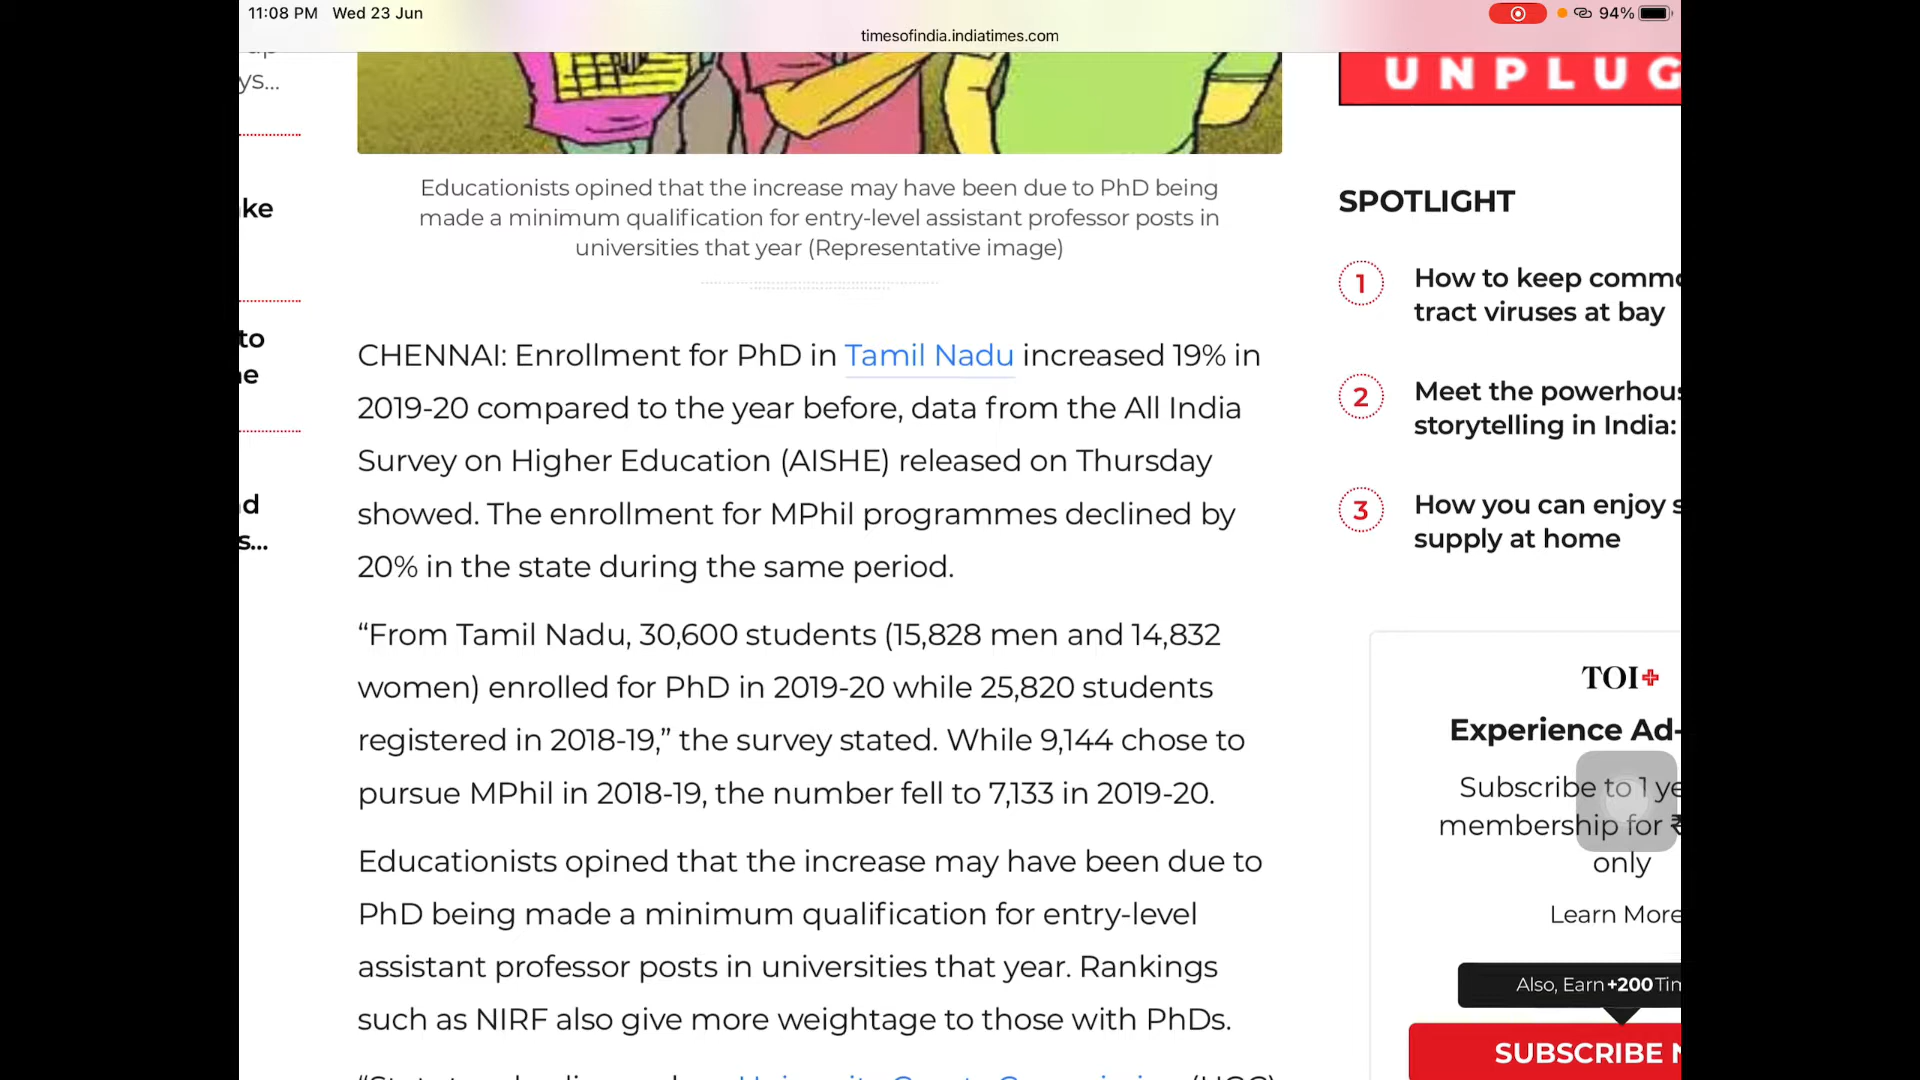 11:08 PM Wed 23 Jun
94%
timesofindia.indiatimes.com
ys...
ke
to
d
s...
Educationists opined that the increase may have been due to PhD being
made a minimum qualification for entry-level assistant professor posts in
universities that year (Representative image)
CHENNAI: Enrollment for PhD in Tamil Nadu increased 19% in
2019-20 compared to the year before, data from the All India
Survey on Higher Education (AISHE) released on Thursday
showed. The enrollment for MPhil programmes declined by
20% in the state during the same period.
“From Tamil Nadu, 30,600 students (15,828 men and 14,832
women) enrolled for PhD in 2019-20 while 25,820 students
registered in 2018-19,” the survey stated. While 9,144 chose to
pursue MPhil in 2018-19, the number fell to 7,133 in 2019-20.
Educationists opined that the increase may have been due to
PhD being made a minimum qualification for entry-level
assistant professor posts in universities that year. Rankings
such as NIRF also give more weightage to those with PhDs.
UNPLUG
SPOTLIGHT
1 How to keep commo
tract viruses at bay
2 Meet the powerhous
storytelling in India:
3 How you can enjoy s
supply at home
TOI+
Experience Ad-
Subscribe to 1 ye
membership for ₹
only
Learn More
Also, Earn +200 Tim
SUBSCRIBE N